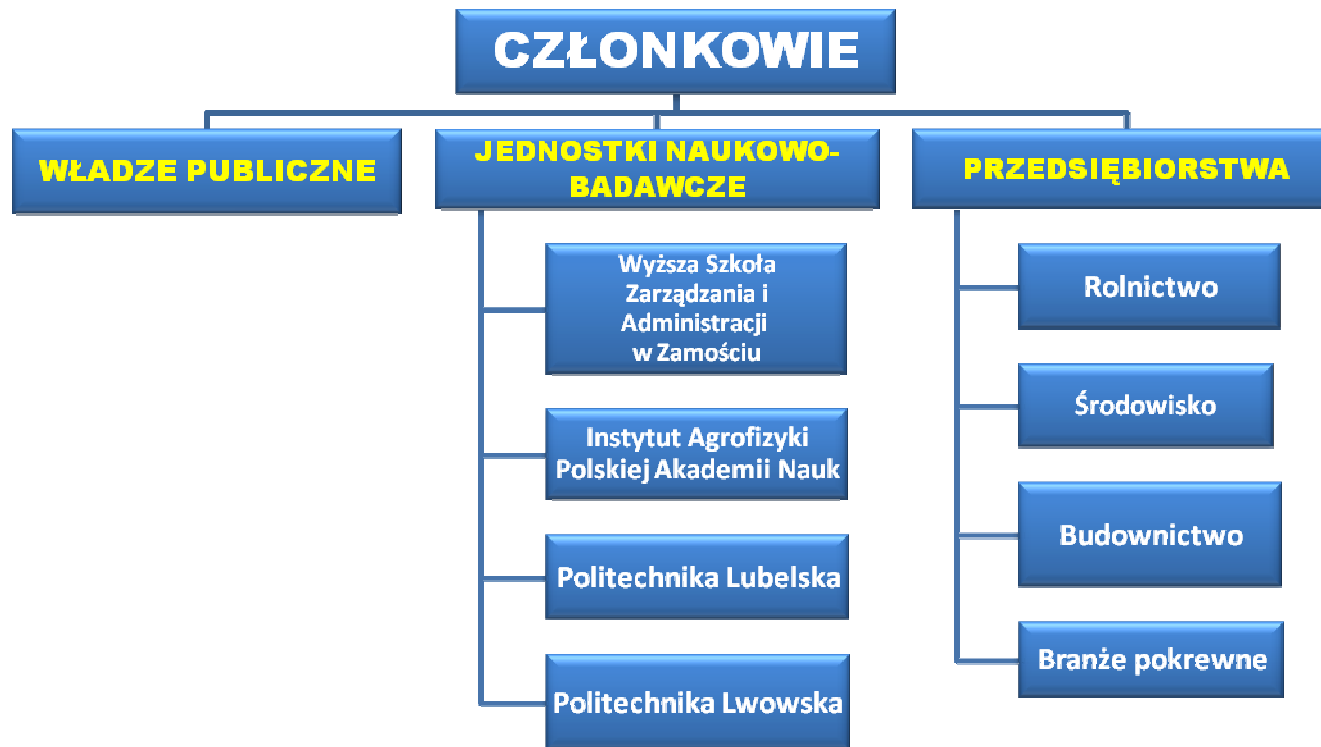 CZŁONKOWIE
WŁADZE PUBLICZNE
JEDNOSTKI NAUKOWO-
BADAWCZE
Wyższa Szkoła
Zarządzania i
Administracji
w Zamościu
Instytut Agrofizyki
Polskiej Akademii Nauk
Politechnika Lubelska
Politechnika Lwowska
PRZEDSIĘBIORSTWA
Rolnictwo
Środowisko
Budownictwo
Branże pokrewne